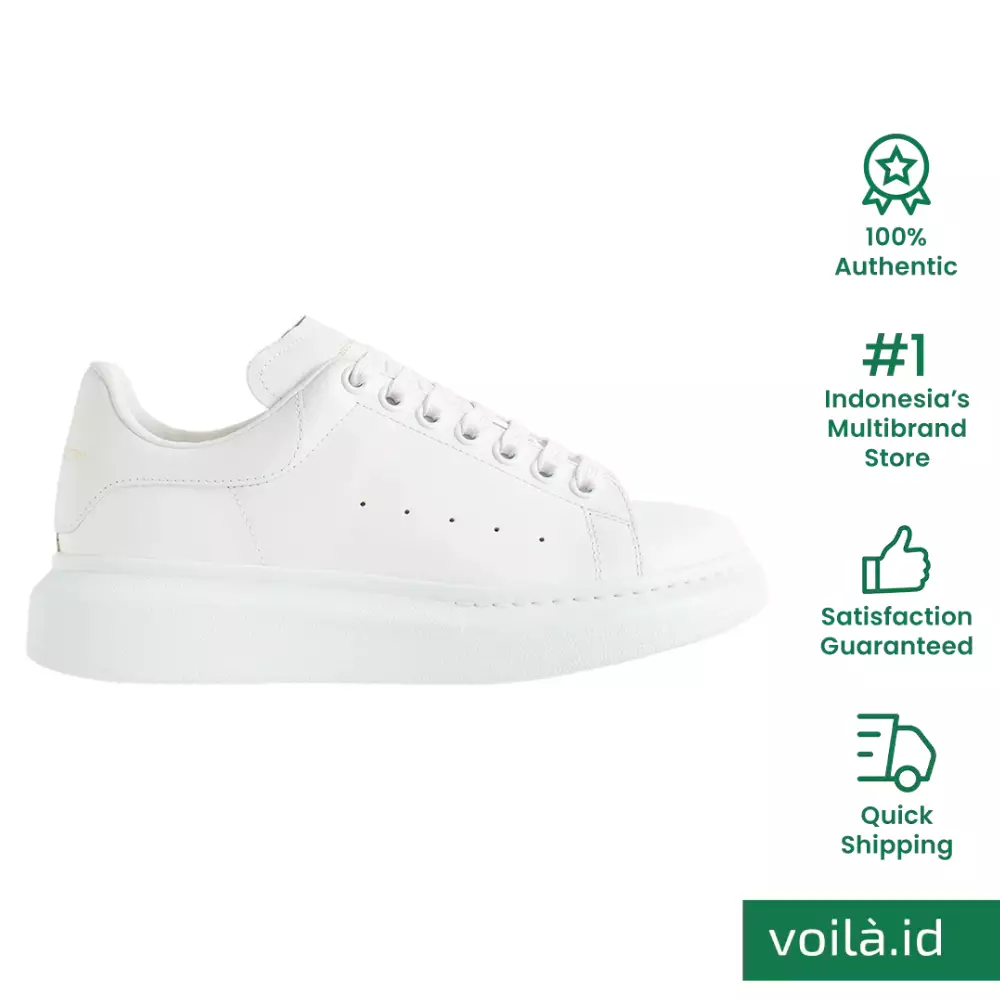 100%
Authentic
#1
Indonesia’s
Multibrand
Store
Satisfaction
Guaranteed
Quick
Shipping
voilà.id